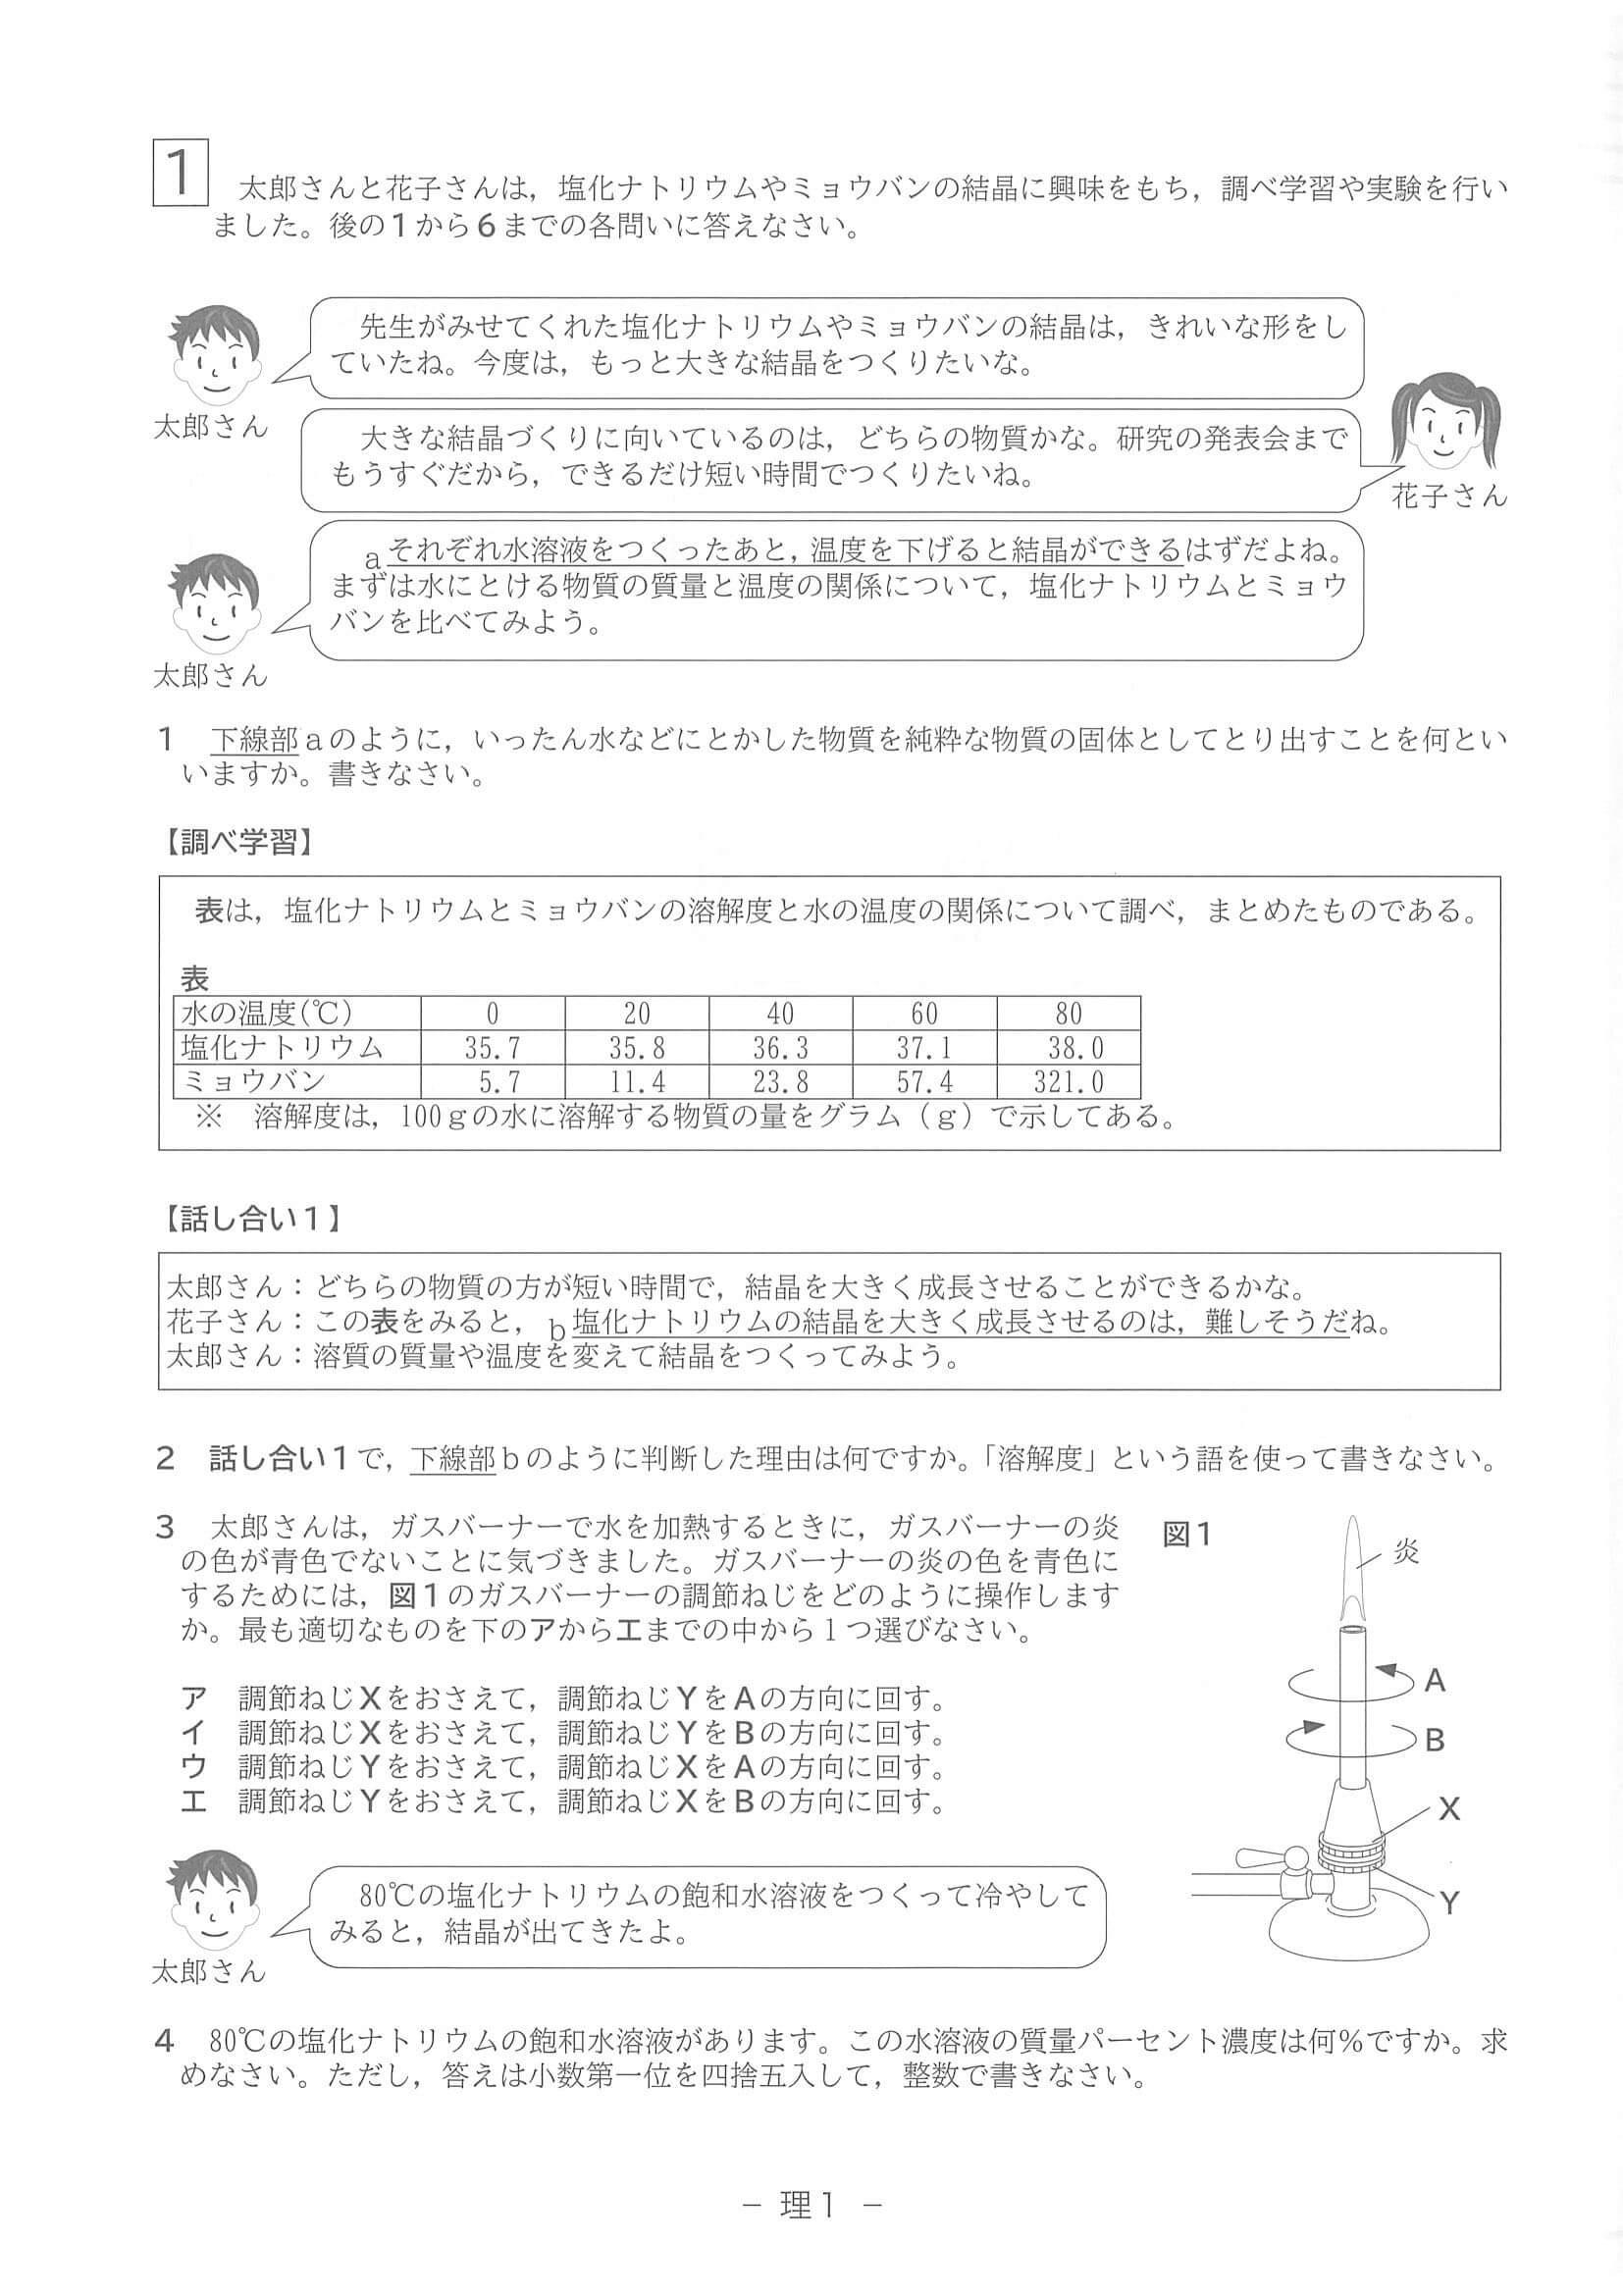 1
太郎さんと花子さんは，塩化ナトリウムやミョウバンの結晶に興味をもち，調べ学習や実験を行い
ました。後の1から6までの各問いに答えなさい。
先生がみせてくれた塩化ナトリウムやミョウバンの結晶は，きれいな形をし
ていたね。今度は，もっと大きな結晶をつくりたいな。
太郎さん
大きな結晶づくりに向いているのは，どちらの物質かな。研究の発表会まで
もうすぐだから，できるだけ短い時間でつくりたいね。
花子さん
aそれぞれ水溶液をつくったあと，温度を下げると結晶ができるはずだよね。
まずは水にとける物質の質量と温度の関係について，塩化ナトリウムとミョウ
バンを比べてみよう。
太郎さん
1　下線部aのように，いったん水などにとかした物質を純粋な物質の固体としてとり出すことを何とい
いますか。書きなさい。
【調べ学習】
表は，塩化ナトリウムとミョウバンの溶解度と水の温度の関係について調べ，まとめたものである。
表
水の温度(℃)　0　20　40　60　80
塩化ナトリウム　35.7　35.8　36.3　37.1　38.0
ミョウバン　5.7　11.4　23.8　57.4　321.0
※　溶解度は，100gの水に溶解する物質の量をグラム（g）で示してある。
【話し合い1】
太郎さん：どちらの物質の方が短い時間で，結晶を大きく成長させることができるかな。
花子さん：この表をみると，b塩化ナトリウムの結晶を大きく成長させるのは，難しそうだね。
太郎さん：溶質の質量や温度を変えて結晶をつくってみよう。
2　話し合い1で，下線部bのように判断した理由は何ですか。「溶解度」という語を使って書きなさい。
3　太郎さんは，ガスバーナーで水を加熱するときに，ガスバーナーの炎
の色が青色でないことに気づきました。ガスバーナーの炎の色を青色に
するためには，図1のガスバーナーの調節ねじをどのように操作します
か。最も適切なものを下のアからエまでの中から1つ選びなさい。
ア　調節ねじXをおさえて，調節ねじYをAの方向に回す。
イ　調節ねじXをおさえて，調節ねじYをBの方向に回す。
ウ　調節ねじYをおさえて，調節ねじXをAの方向に回す。
エ　調節ねじYをおさえて，調節ねじXをBの方向に回す。
図1
炎
A
B
X
Y
80℃の塩化ナトリウムの飽和水溶液をつくって冷やして
みると，結晶が出てきたよ。
太郎さん
4　80℃の塩化ナトリウムの飽和水溶液があります。この水溶液の質量パーセント濃度は何％ですか。求
めなさい。ただし，答えは小数第一位を四捨五入して，整数で書きなさい。
− 理1 −